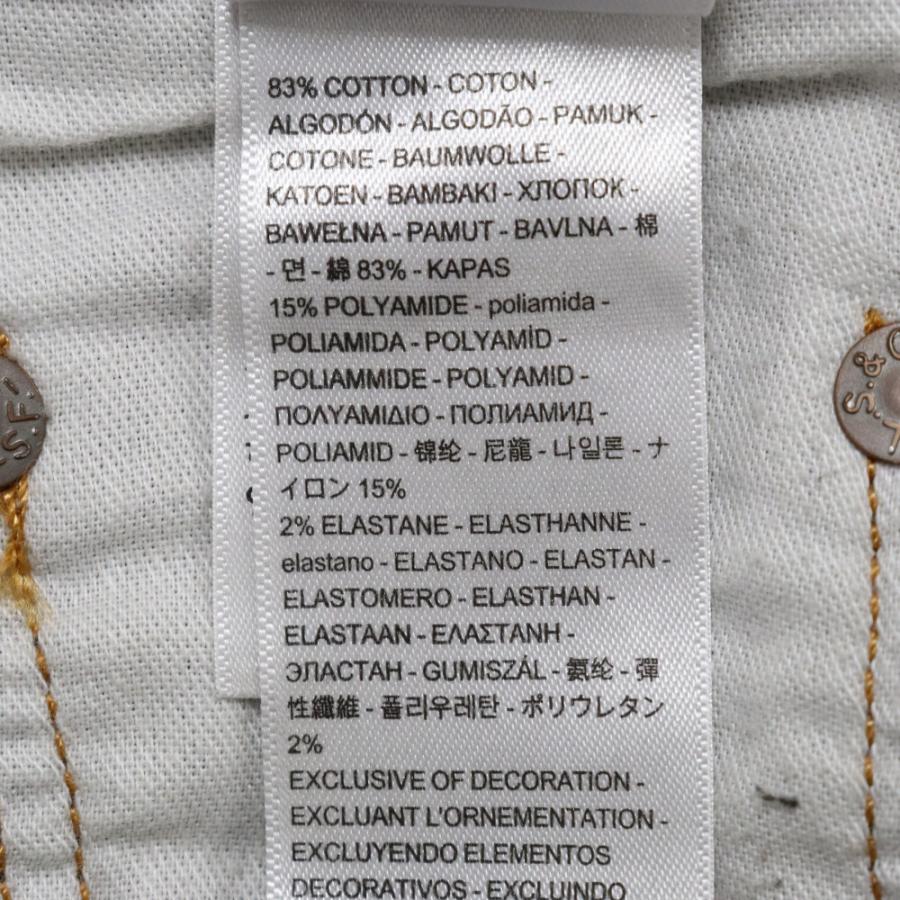 83% COTTON - COTON -
ALGODÓN - ALGODÃO - PAMUK -
COTONE - BAUMWOLLE -
KATOEN - BAMBAKI - ХЛОПОК -
BAWEŁNA - PAMUT - BAVLNA - 棉
- 면 - 綿 83% - KAPAS
15% POLYAMIDE - poliamida -
POLIAMIDA - POLYAMİD -
POLIAMMIDE - POLYAMID -
ΠΟΛΥΑΜΙΔΙΟ - ПОЛИАМИД -
POLIAMID - 锦纶 - 尼龍 - 나일론 - ナ
イロン 15%
2% ELASTANE - ELASTHANNE -
elastano - ELASTANO - ELASTAN -
ELASTOMERO - ELASTHAN -
ELASTAAN - ΕΛΑΣΤΑΝΗ -
ЭЛАСТАН - GUMISZÁL - 氨纶 - 彈
性纖維 - 폴리우레탄 - ポリウレタン
2%
EXCLUSIVE OF DECORATION -
EXCLUANT L'ORNEMENTATION -
EXCLUYENDO ELEMENTOS
DECORATIVOS - EXCLUINDO
S.F.
S. &